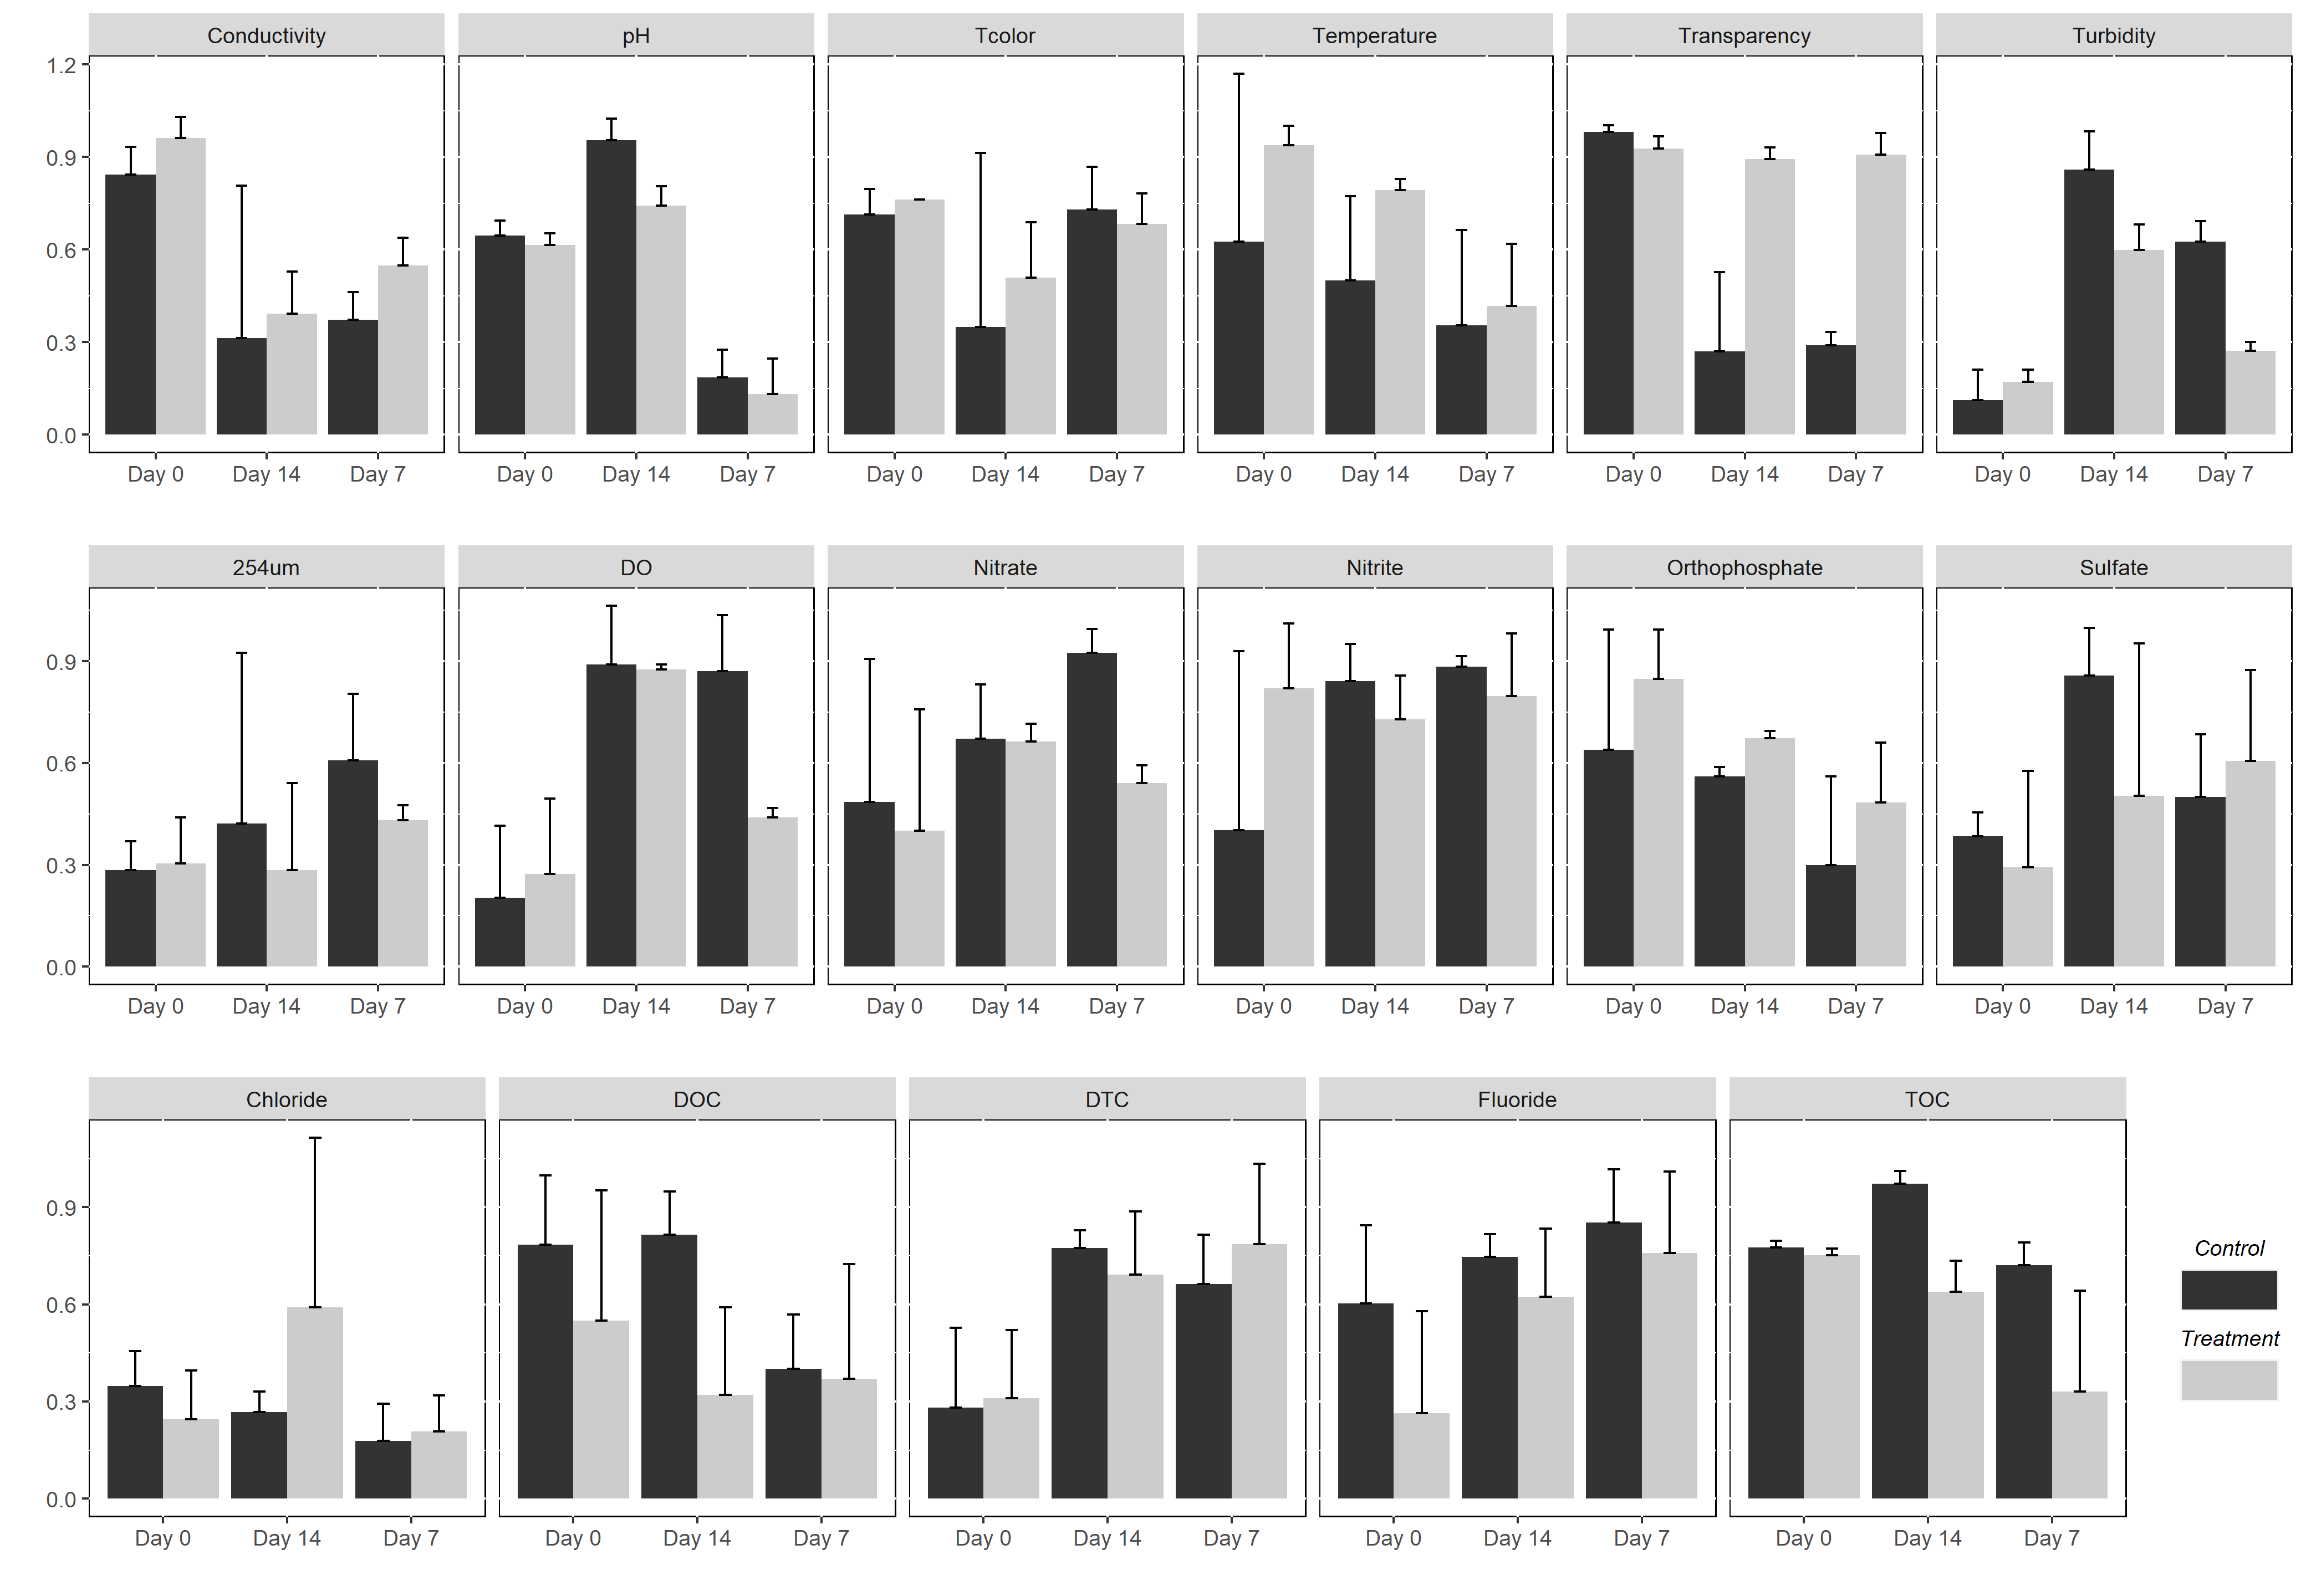 Conductivity pH Tcolor Temperature Transparency Turbidity
1.2
0.9
0.6
0.3
0.0
Day 0 Day 14 Day 7 Day 0 Day 14 Day 7 Day 0 Day 14 Day 7 Day 0 Day 14 Day 7 Day 0 Day 14 Day 7 Day 0 Day 14 Day 7
254um DO Nitrate Nitrite Orthophosphate Sulfate
0.9
0.6
0.3
0.0
Day 0 Day 14 Day 7 Day 0 Day 14 Day 7 Day 0 Day 14 Day 7 Day 0 Day 14 Day 7 Day 0 Day 14 Day 7 Day 0 Day 14 Day 7
Chloride DOC DTC Fluoride TOC
0.9
0.6
0.3
0.0
Day 0 Day 14 Day 7 Day 0 Day 14 Day 7 Day 0 Day 14 Day 7 Day 0 Day 14 Day 7 Day 0 Day 14 Day 7
Control
Treatment